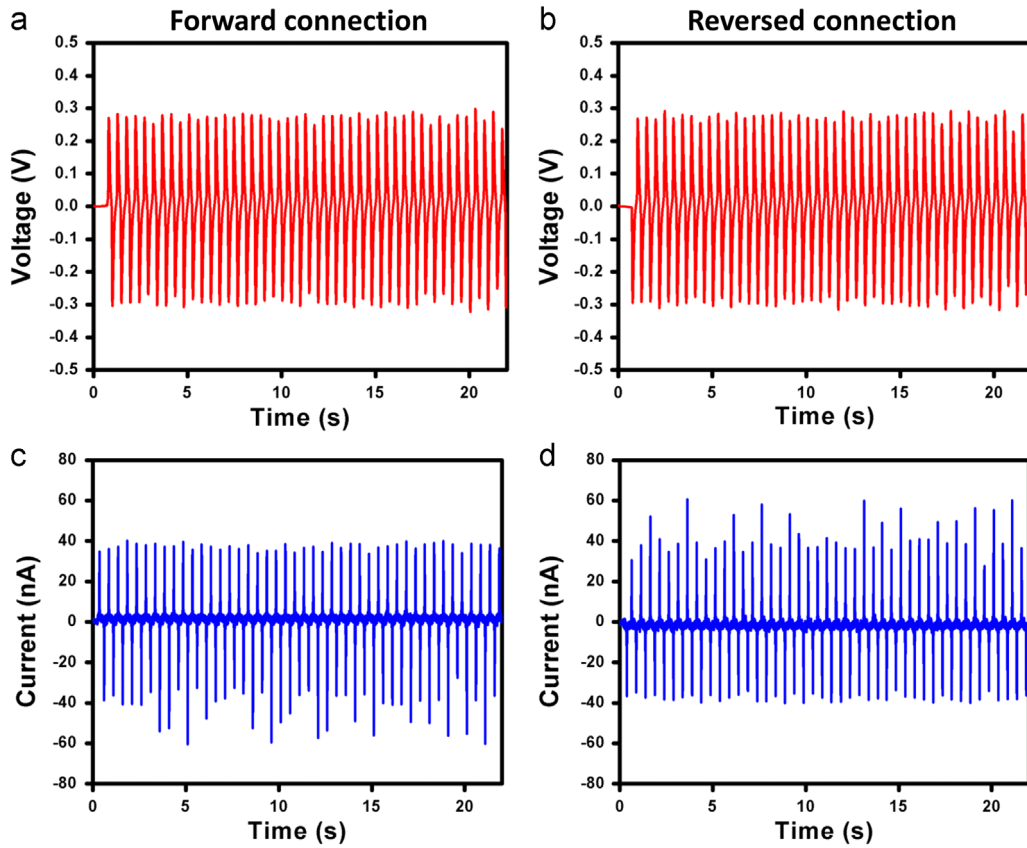 a Forward connection
0.5
0.4
0.3
0.2
0.1
0.0
-0.1
-0.2
-0.3
-0.4
-0.5
Voltage (V)
0 5 10 15 20
Time (s)
b Reversed connection
0.5
0.4
0.3
0.2
0.1
0.0
-0.1
-0.2
-0.3
-0.4
-0.5
Voltage (V)
0 5 10 15 20
Time (s)
c
80
60
40
20
0
-20
-40
-60
-80
Current (nA)
0 5 10 15 20
Time (s)
d
80
60
40
20
0
-20
-40
-60
-80
Current (nA)
0 5 10 15 20
Time (s)